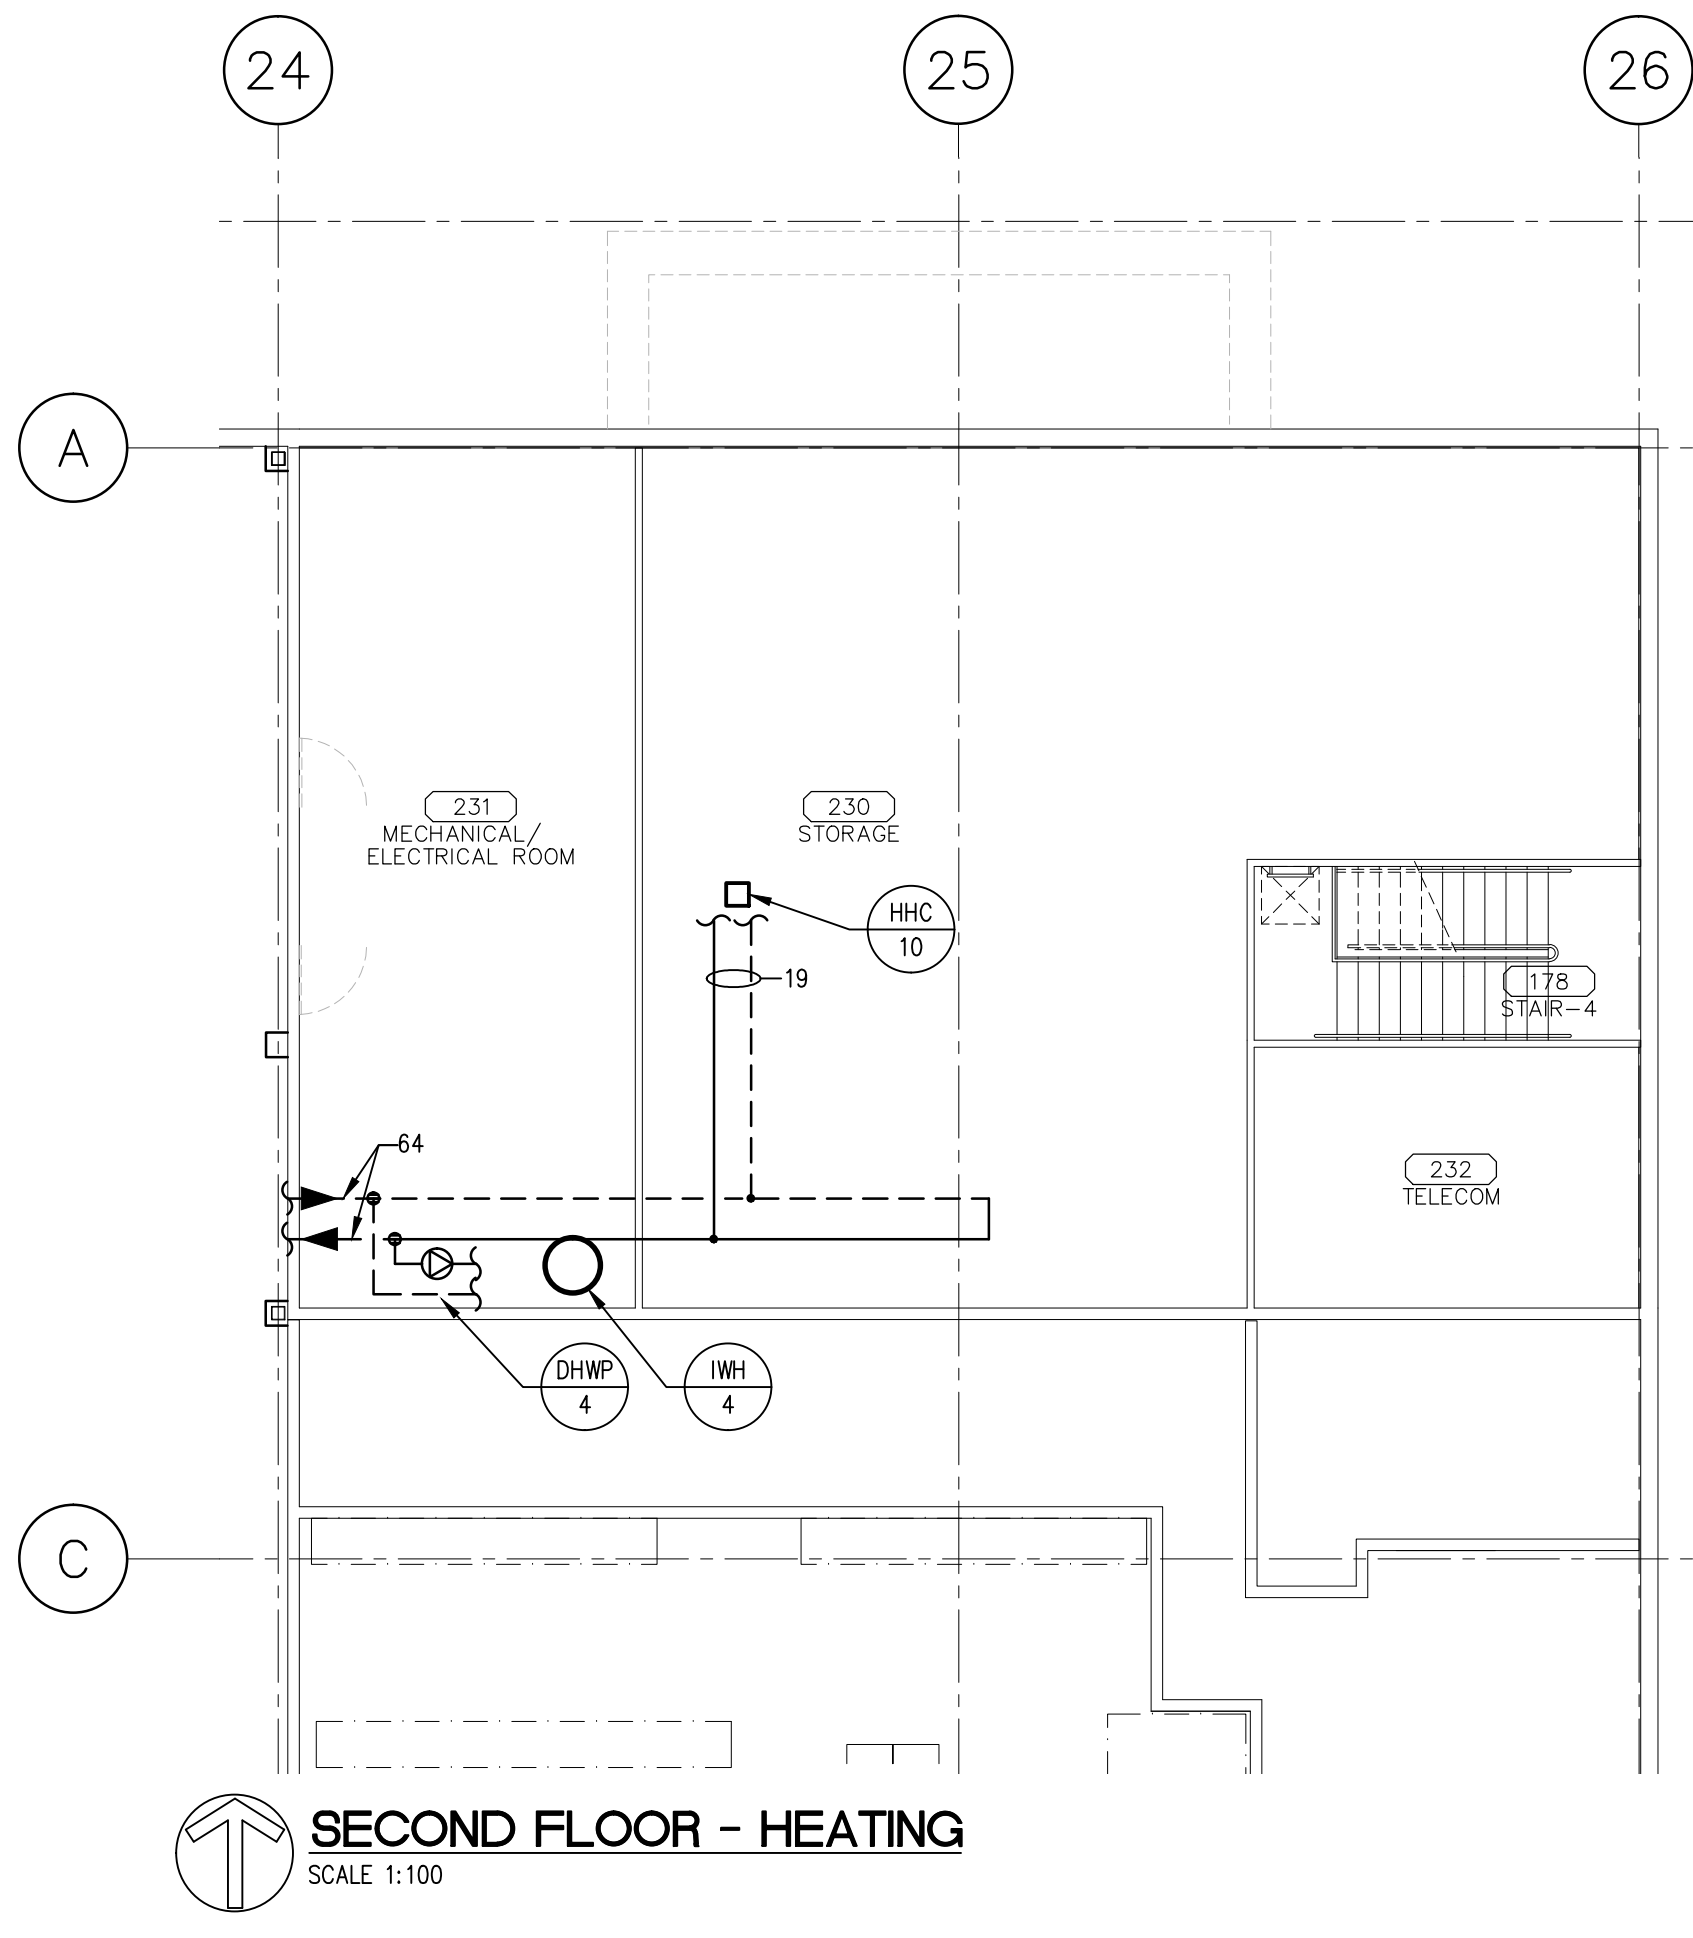 24
25
26
A
231
MECHANICAL/
ELECTRICAL ROOM
230
STORAGE
HHC
10
19
178
STAIR-4
64
232
TELECOM
DHWP
4
IWH
4
C
SECOND FLOOR - HEATING
SCALE 1:100